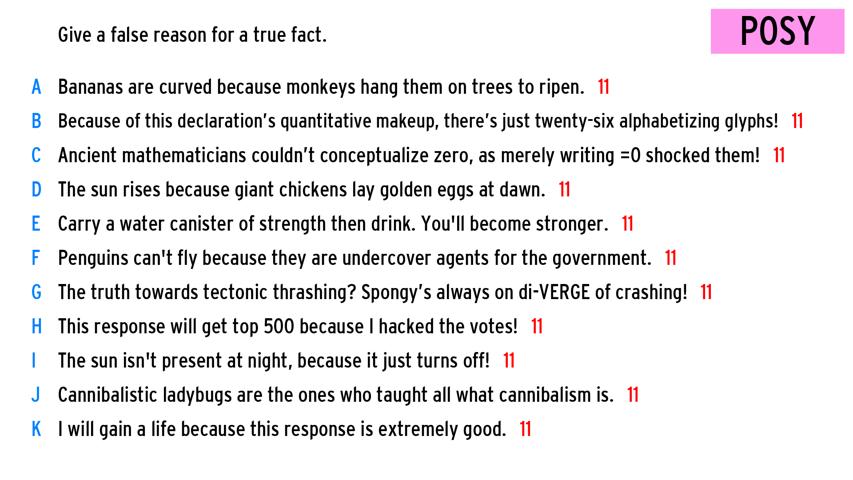 Give a false reason for a true fact.
POSY
A Bananas are curved because monkeys hang them on trees to ripen. 11
B Because of this declaration's quantitative makeup, there's just twenty-six alphabetizing glyphs! 11
C Ancient mathematicians couldn't conceptualize zero, as merely writing =0 shocked them! 11
D The sun rises because giant chickens lay golden eggs at dawn. 11
E Carry a water canister of strength then drink. You'll become stronger. 11
F Penguins can't fly because they are undercover agents for the government. 11
G The truth towards tectonic thrashing? Spongy's always on di-VERGE of crashing! 11
H This response will get top 500 because I hacked the votes! 11
I The sun isn't present at night, because it just turns off! 11
J Cannibalistic ladybugs are the ones who taught all what cannibalism is. 11
K I will gain a life because this response is extremely good. 11